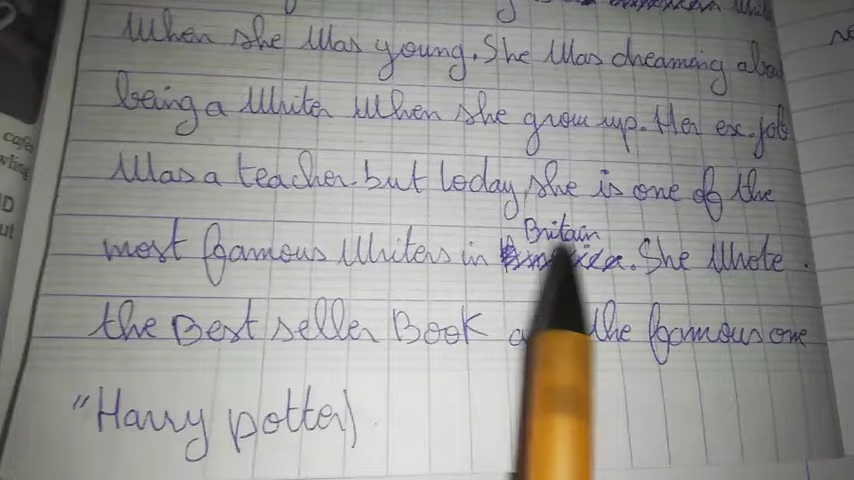 when she was young. She was dreaming abou
being a writer when she grow up. Her ex. job
was a teacher. but today, she is one of the
Britain
most famous writers in . She wrote
the Best seller Book the famous one
"Harry potter)